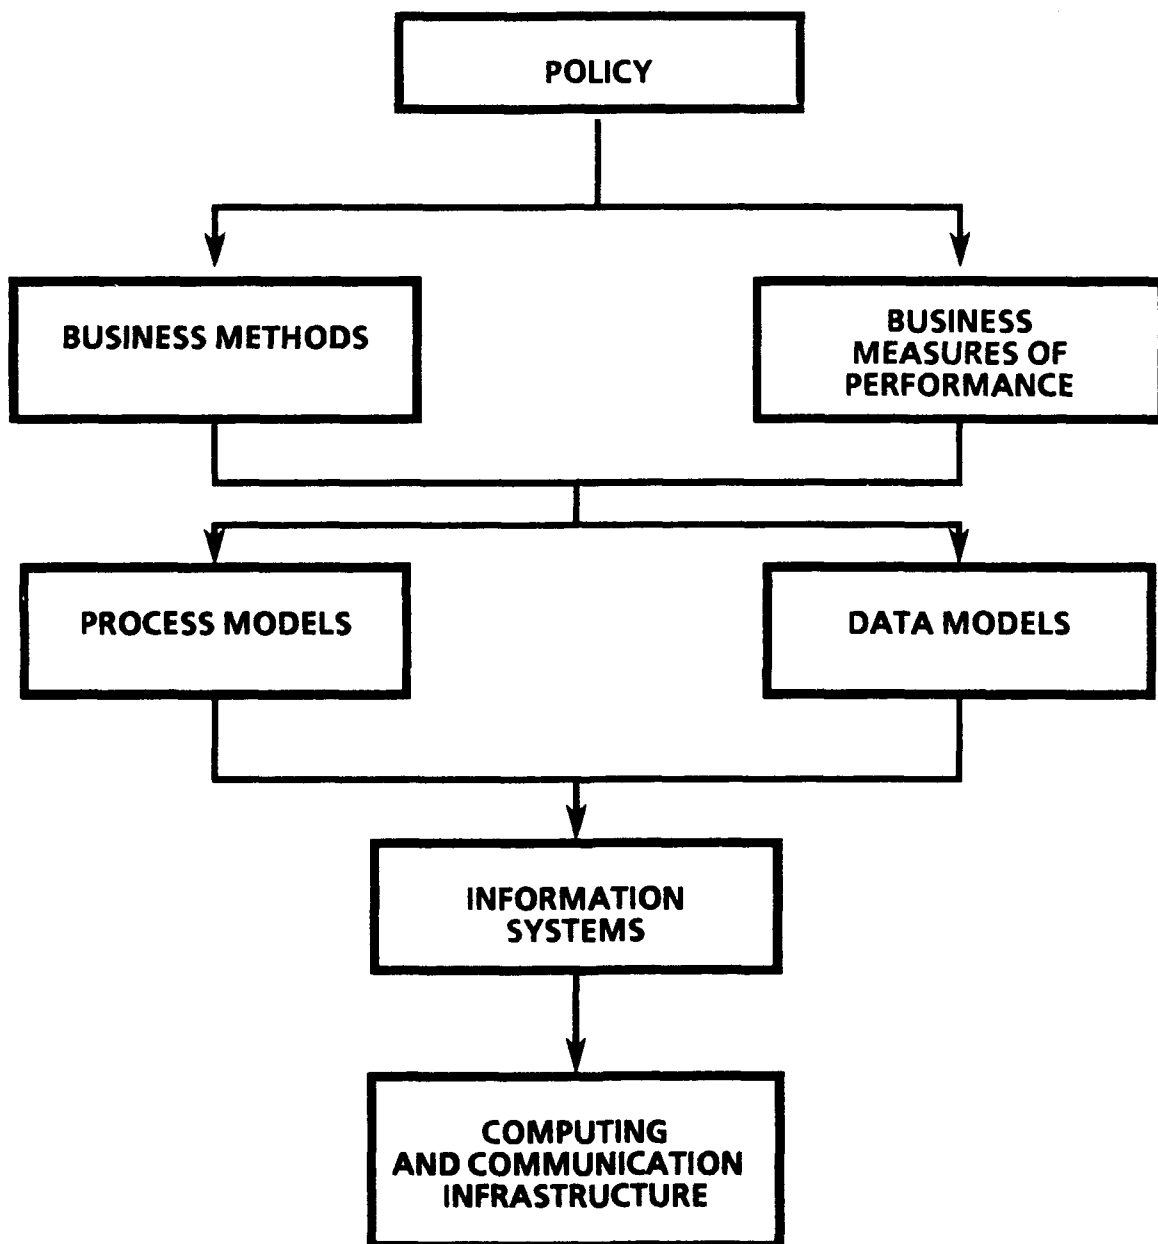 POLICY
BUSINESS METHODS
BUSINESS
MEASURES OF
PERFORMANCE
PROCESS MODELS
DATA MODELS
INFORMATION
SYSTEMS
COMPUTING
AND COMMUNICATION
INFRASTRUCTURE